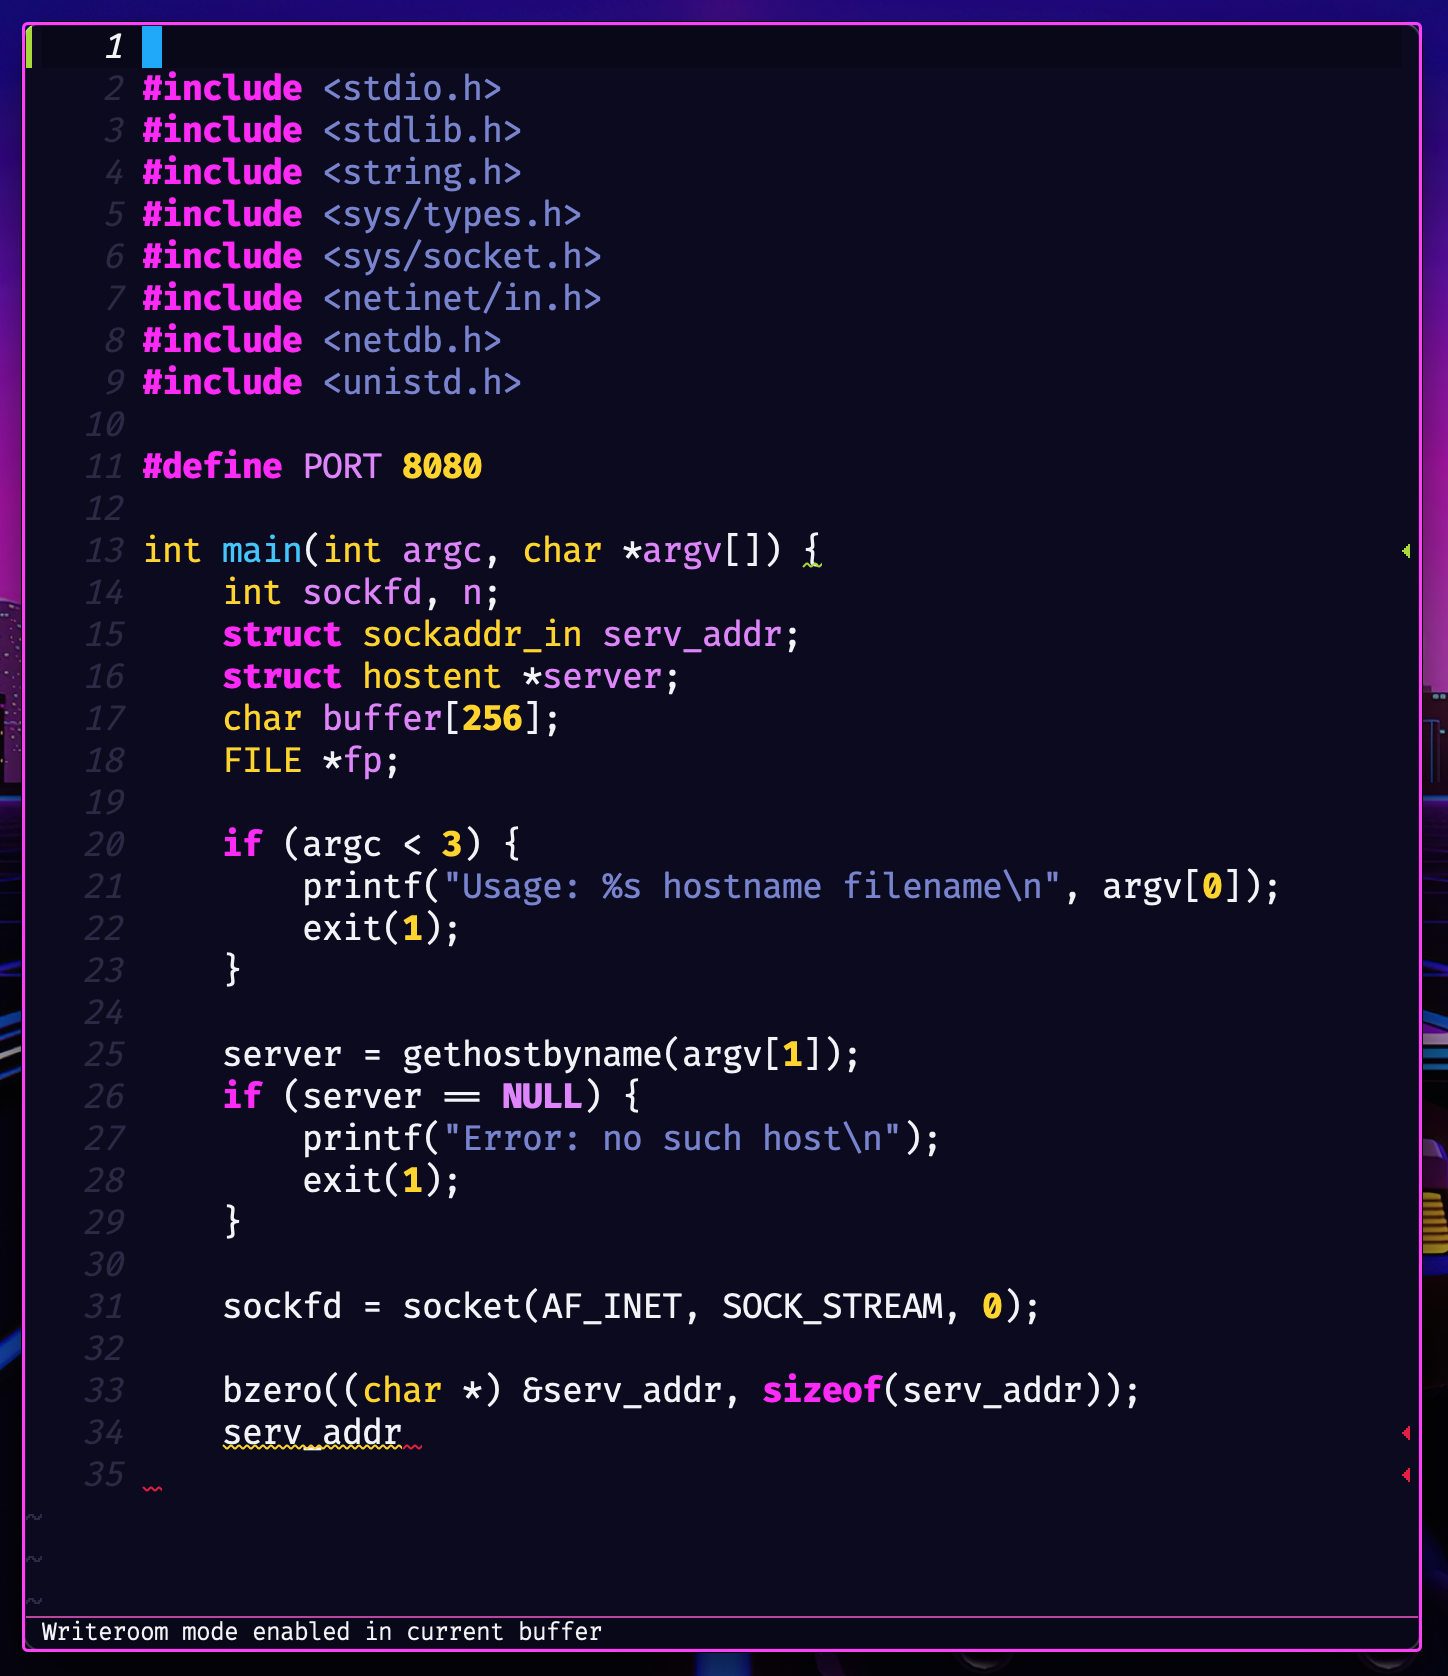 1
2 #include <stdio.h>
3 #include <stdlib.h>
4 #include <string.h>
5 #include <sys/types.h>
6 #include <sys/socket.h>
7 #include <netinet/in.h>
8 #include <netdb.h>
9 #include <unistd.h>
10
11 #define PORT 8080
12
13 int main(int argc, char *argv[]) {
14     int sockfd, n;
15     struct sockaddr_in serv_addr;
16     struct hostent *server;
17     char buffer[256];
18     FILE *fp;
19
20     if (argc < 3) {
21         printf("Usage: %s hostname filename\n", argv[0]);
22         exit(1);
23     }
24
25     server = gethostbyname(argv[1]);
26     if (server == NULL) {
27         printf("Error: no such host\n");
28         exit(1);
29     }
30
31     sockfd = socket(AF_INET, SOCK_STREAM, 0);
32
33     bzero((char *) &serv_addr, sizeof(serv_addr));
34     serv_addr
35
~
~
~
Writeroom mode enabled in current buffer